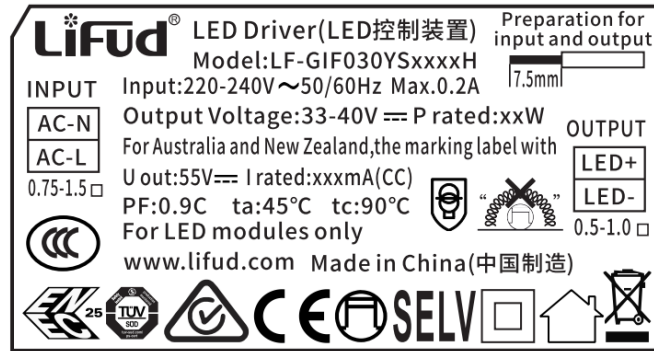 Lifud®
LED Driver(LED控制装置)
Model:LF-GIF030YSxxxxH
Preparation for
input and output
7.5mm
INPUT
AC-N
AC-L
0.75-1.5□
Input:220-240V～50/60Hz Max.0.2A
Output Voltage:33-40V⎓ P rated:xxW
For Australia and New Zealand,the marking label with
U out:55V⎓ I rated:xxxmA(CC)
PF:0.9C ta:45℃ tc:90℃
For LED modules only
www.lifud.com Made in China(中国制造)
OUTPUT
LED+
LED-
0.5-1.0□
“ ”
CCC
ENEC 25
TÜV
SÜD
CE
SELV